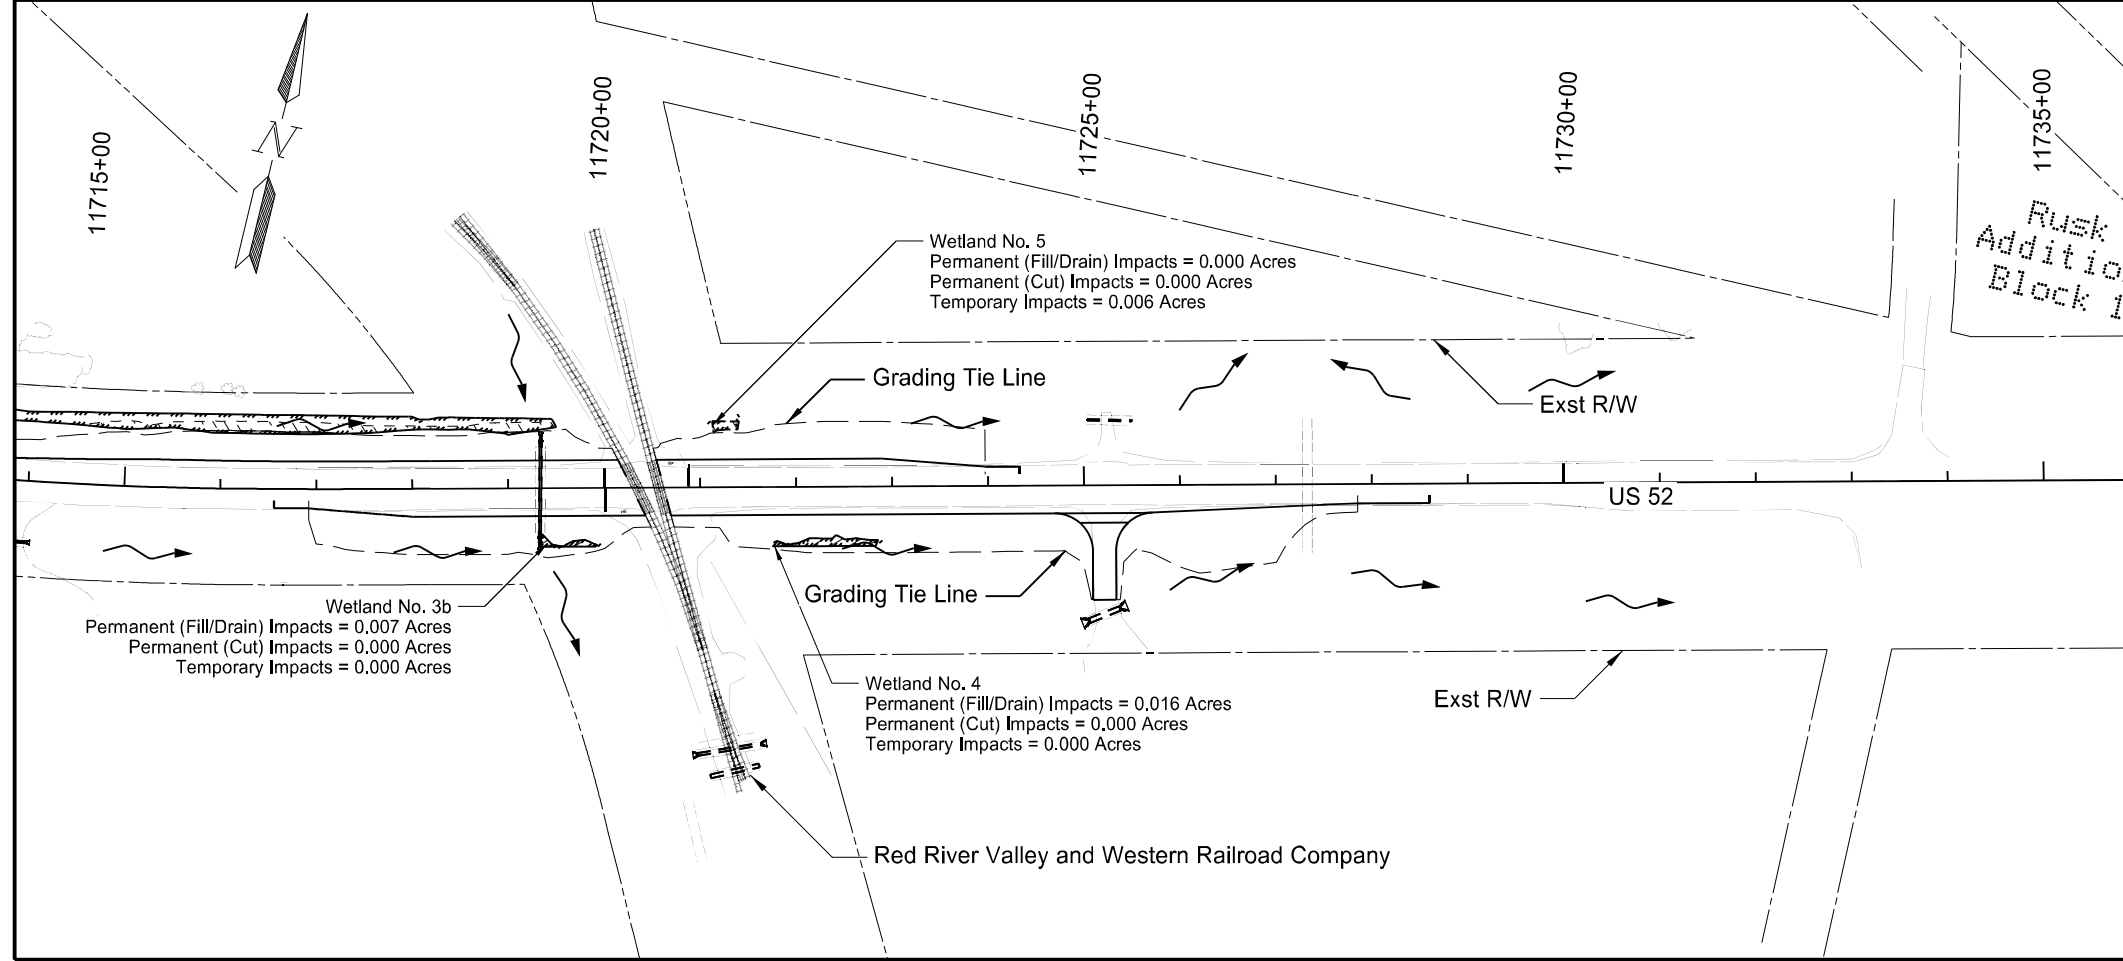 11715+00
11720+00
11725+00
11730+00
11735+00
N
Rusk
Additio
Block 1
Wetland No. 5
Permanent (Fill/Drain) Impacts = 0.000 Acres
Permanent (Cut) Impacts = 0.000 Acres
Temporary Impacts = 0.006 Acres
Grading Tie Line
Exst R/W
US 52
Wetland No. 3b
Permanent (Fill/Drain) Impacts = 0.007 Acres
Permanent (Cut) Impacts = 0.000 Acres
Temporary Impacts = 0.000 Acres
Grading Tie Line
Wetland No. 4
Permanent (Fill/Drain) Impacts = 0.016 Acres
Permanent (Cut) Impacts = 0.000 Acres
Temporary Impacts = 0.000 Acres
Exst R/W
Red River Valley and Western Railroad Company